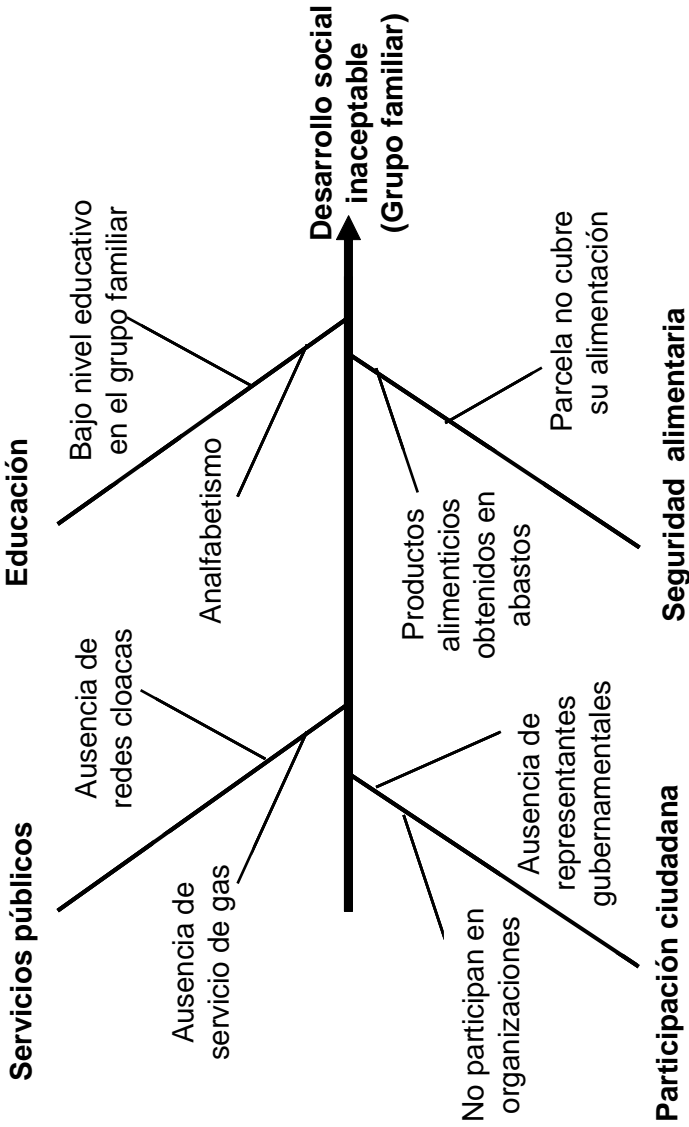 Servicios públicos
Educación
Ausencia de
redes cloacas
Ausencia de
servicio de gas
Bajo nivel educativo
en el grupo familiar
Analfabetismo
Desarrollo social
inaceptable
(Grupo familiar)
No participan en
organizaciones
Ausencia de
representantes
gubernamentales
Productos
alimenticios
obtenidos en
abastos
Parcela no cubre
su alimentación
Participación ciudadana
Seguridad alimentaria